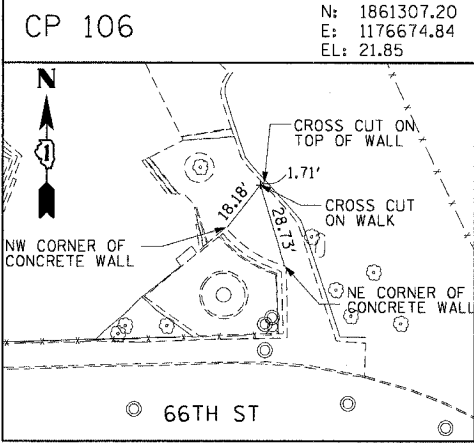 CP 106
N: 1861307.20
E: 1176674.84
EL: 21.85
N
1
CROSS CUT ON
TOP OF WALL
1.71'
CROSS CUT
ON WALK
18.18'
28.73'
NW CORNER OF
CONCRETE WALL
NE CORNER OF
CONCRETE WALL
66TH ST